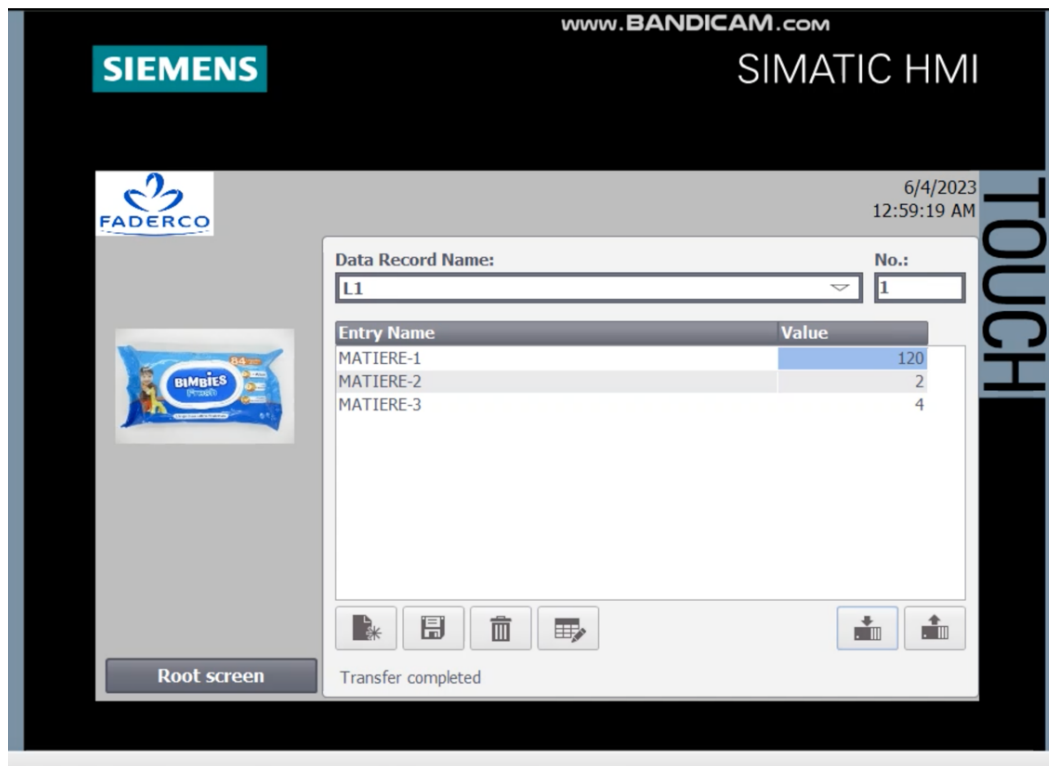 www.BANDICAM.com
SIEMENS
SIMATIC HMI
TOUCH
FADERCO
6/4/2023
12:59:19 AM
Data Record Name:
No.:
L1
1
Entry Name Value
MATIERE-1 120
MATIERE-2 2
MATIERE-3 4
64
BIMBIES
Fresh
Root screen
Transfer completed